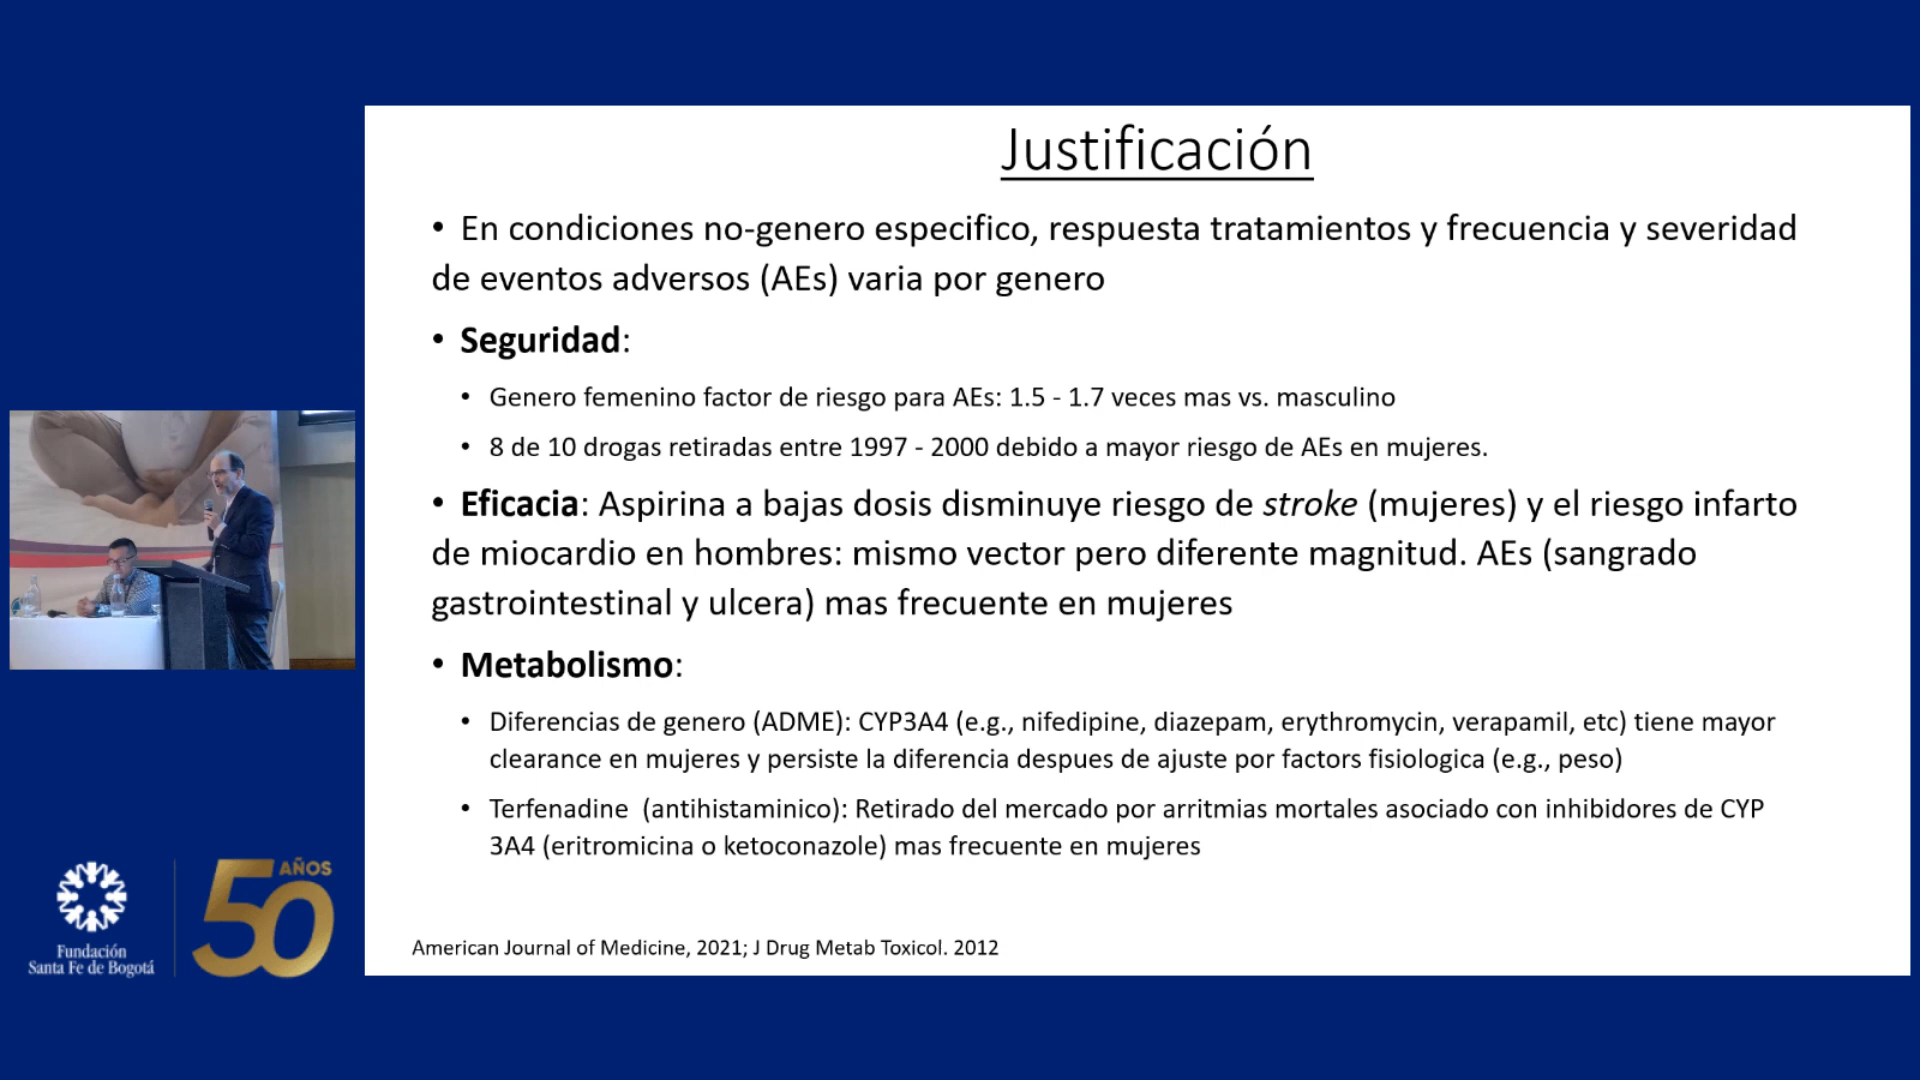 Justificación
• En condiciones no-genero especifico, respuesta tratamientos y frecuencia y severidad
de eventos adversos (AEs) varia por genero
• Seguridad:
• Genero femenino factor de riesgo para AEs: 1.5 - 1.7 veces mas vs. masculino
• 8 de 10 drogas retiradas entre 1997 - 2000 debido a mayor riesgo de AEs en mujeres.
• Eficacia: Aspirina a bajas dosis disminuye riesgo de stroke (mujeres) y el riesgo infarto
de miocardio en hombres: mismo vector pero diferente magnitud. AEs (sangrado
gastrointestinal y ulcera) mas frecuente en mujeres
• Metabolismo:
• Diferencias de genero (ADME): CYP3A4 (e.g., nifedipine, diazepam, erythromycin, verapamil, etc) tiene mayor
clearance en mujeres y persiste la diferencia despues de ajuste por factors fisiologica (e.g., peso)
• Terfenadine (antihistaminico): Retirado del mercado por arritmias mortales asociado con inhibidores de CYP
3A4 (eritromicina o ketoconazole) mas frecuente en mujeres
American Journal of Medicine, 2021; J Drug Metab Toxicol. 2012
Fundación
Santa Fe de Bogotá
50 AÑOS